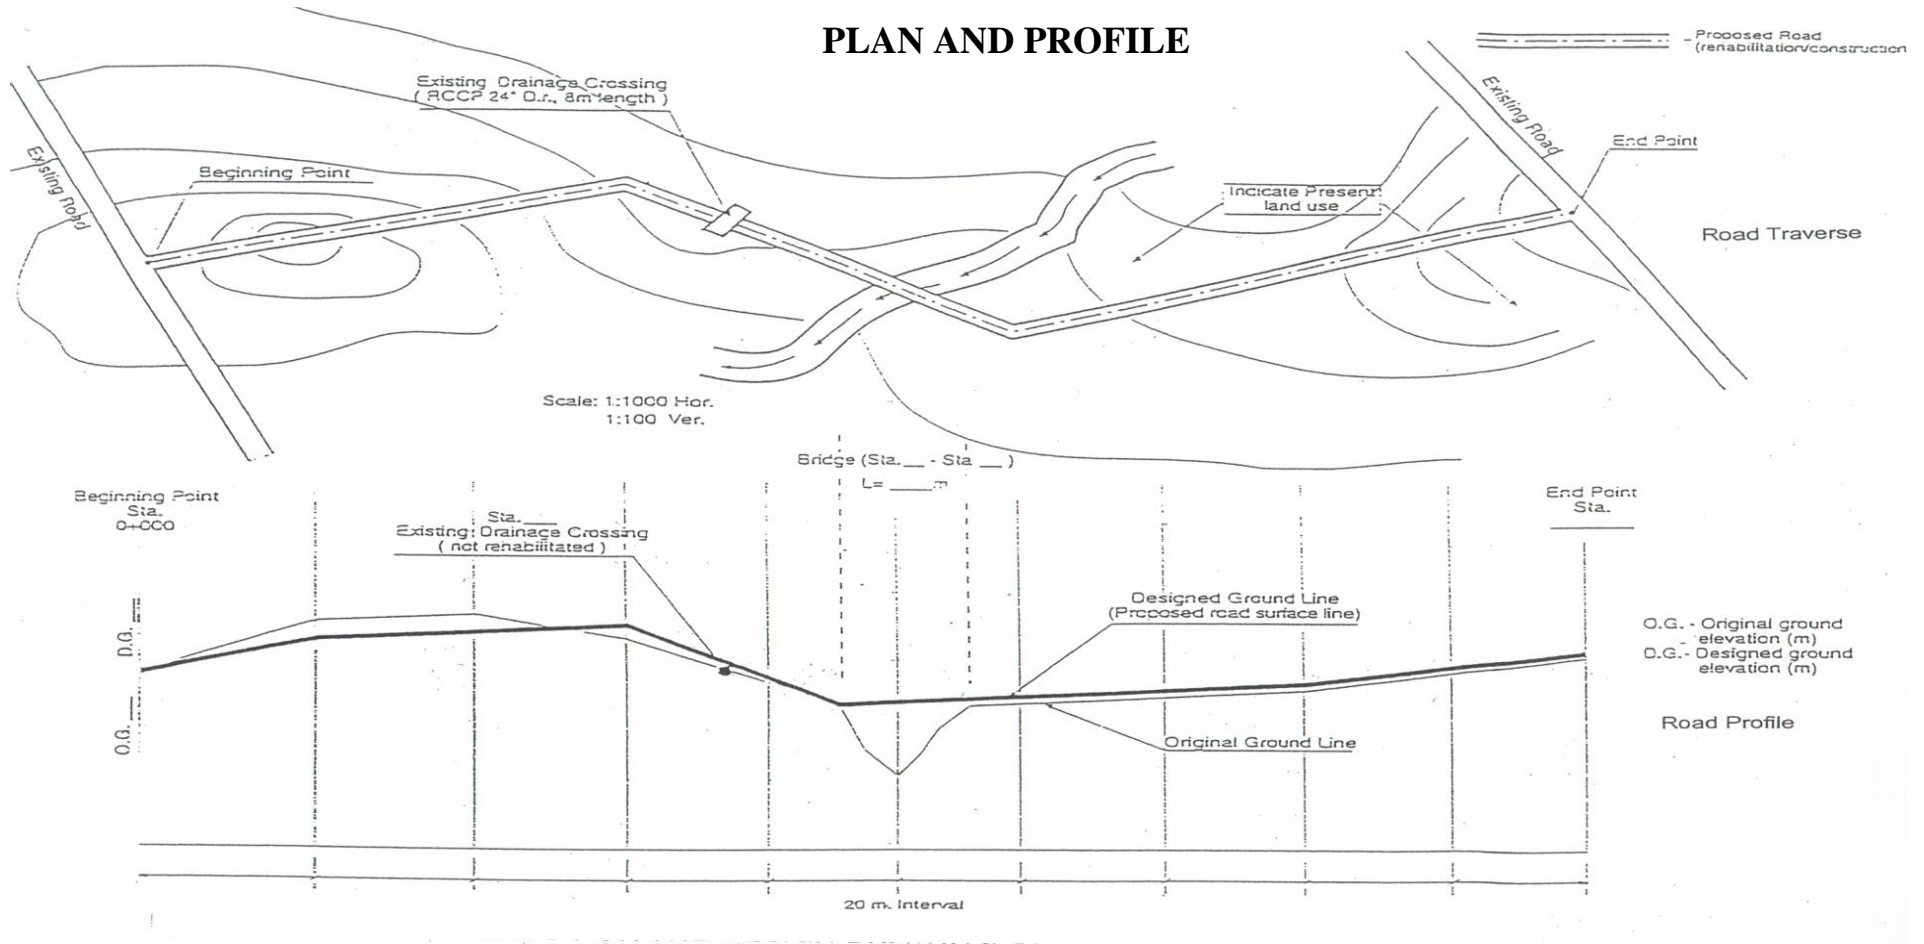 PLAN AND PROFILE
Proposed Road
(rehabilitation/construction
Existing Drainage Crossing
( RCCP 24" D.r., 8m length )
Existing Road
Existing Road
Beginning Point
End Point
Indicate Present
land use
Road Traverse
Scale: 1:1000 Hor.
1:100 Ver.
Bridge (Sta. __ - Sta __ )
L= ____m
Beginning Point
Sta.
0+000
End Point
Sta.
Sta.____
Existing Drainage Crossing
( not rehabilitated )
Designed Ground Line
(Proposed road surface line)
D.G.
O.G.
O.G. - Original ground
- elevation (m)
D.G. - Designed ground
elevation (m)
Road Profile
Original Ground Line
20 m. Interval